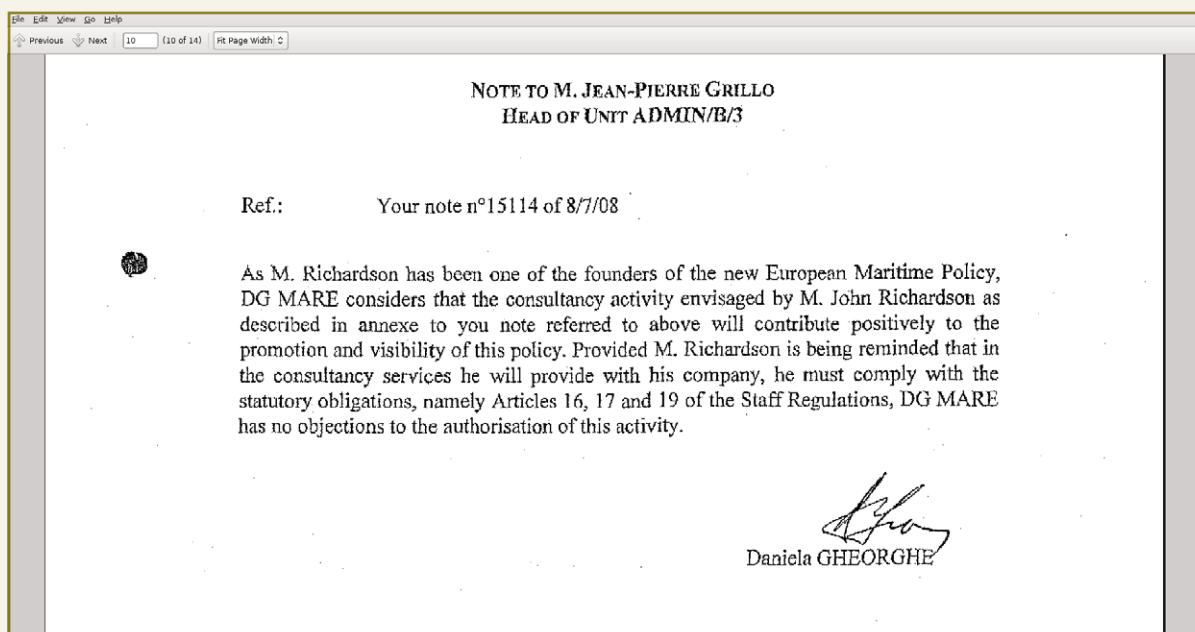 File Edit View Go Help
Previous Next 10 (10 of 14) Fit Page Width
NOTE TO M. JEAN-PIERRE GRILLO
HEAD OF UNIT ADMIN/B/3
Ref.: Your note n°15114 of 8/7/08
As M. Richardson has been one of the founders of the new European Maritime Policy,
DG MARE considers that the consultancy activity envisaged by M. John Richardson as
described in annexe to you note referred to above will contribute positively to the
promotion and visibility of this policy. Provided M. Richardson is being reminded that in
the consultancy services he will provide with his company, he must comply with the
statutory obligations, namely Articles 16, 17 and 19 of the Staff Regulations, DG MARE
has no objections to the authorisation of this activity.
Daniela GHEORGHE